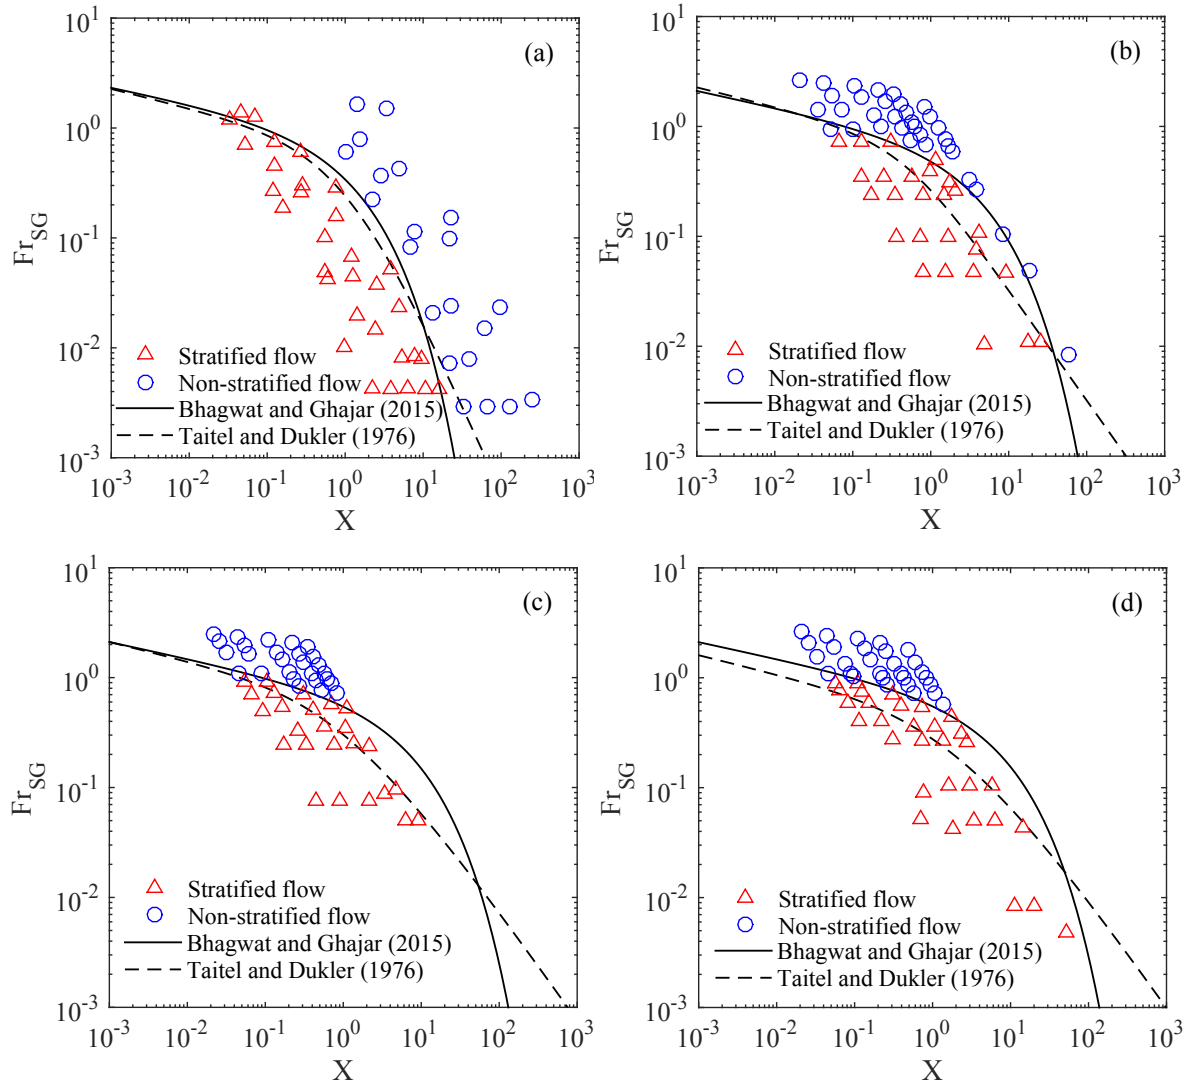 (a)
10^1
10^0
10^-1
10^-2
10^-3
Fr_SG
Stratified flow
Non-stratified flow
Bhagwat and Ghajar (2015)
Taitel and Dukler (1976)
10^-3 10^-2 10^-1 10^0 10^1 10^2 10^3
X
(b)
10^1
10^0
10^-1
10^-2
10^-3
Fr_SG
Stratified flow
Non-stratified flow
Bhagwat and Ghajar (2015)
Taitel and Dukler (1976)
10^-3 10^-2 10^-1 10^0 10^1 10^2 10^3
X
(c)
10^1
10^0
10^-1
10^-2
10^-3
Fr_SG
Stratified flow
Non-stratified flow
Bhagwat and Ghajar (2015)
Taitel and Dukler (1976)
10^-3 10^-2 10^-1 10^0 10^1 10^2 10^3
X
(d)
10^1
10^0
10^-1
10^-2
10^-3
Fr_SG
Stratified flow
Non-stratified flow
Bhagwat and Ghajar (2015)
Taitel and Dukler (1976)
10^-3 10^-2 10^-1 10^0 10^1 10^2 10^3
X